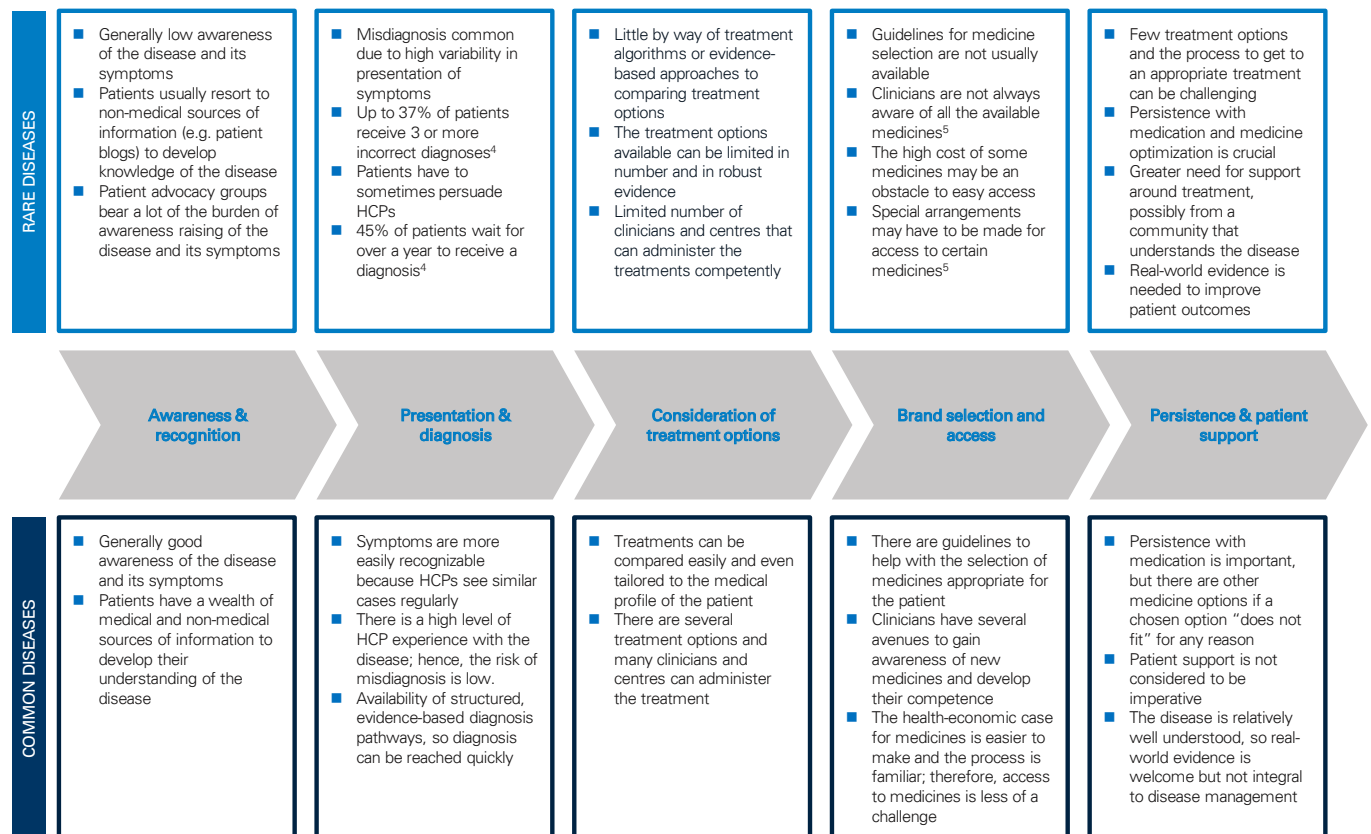 RARE DISEASES
■ Generally low awareness
of the disease and its
symptoms
■ Patients usually resort to
non-medical sources of
information (e.g. patient
blogs) to develop
knowledge of the disease
■ Patient advocacy groups
bear a lot of the burden of
awareness raising of the
disease and its symptoms
■ Misdiagnosis common
due to high variability in
presentation of
symptoms
■ Up to 37% of patients
receive 3 or more
incorrect diagnoses⁴
■ Patients have to
sometimes persuade
HCPs
■ 45% of patients wait for
over a year to receive a
diagnosis⁴
■ Little by way of treatment
algorithms or evidence-
based approaches to
comparing treatment
options
■ The treatment options
available can be limited in
number and in robust
evidence
■ Limited number of
clinicians and centres that
can administer the
treatments competently
■ Guidelines for medicine
selection are not usually
available
■ Clinicians are not always
aware of all the available
medicines⁵
■ The high cost of some
medicines may be an
obstacle to easy access
■ Special arrangements
may have to be made for
access to certain
medicines⁵
■ Few treatment options
and the process to get to
an appropriate treatment
can be challenging
■ Persistence with
medication and medicine
optimization is crucial
■ Greater need for support
around treatment,
possibly from a
community that
understands the disease
■ Real-world evidence is
needed to improve
patient outcomes
Awareness &
recognition
Presentation &
diagnosis
Consideration of
treatment options
Brand selection and
access
Persistence & patient
support
COMMON DISEASES
■ Generally good
awareness of the disease
and its symptoms
■ Patients have a wealth of
medical and non-medical
sources of information to
develop their
understanding of the
disease
■ Symptoms are more
easily recognizable
because HCPs see similar
cases regularly
■ There is a high level of
HCP experience with the
disease; hence, the risk of
misdiagnosis is low.
■ Availability of structured,
evidence-based diagnosis
pathways, so diagnosis
can be reached quickly
■ Treatments can be
compared easily and even
tailored to the medical
profile of the patient
■ There are several
treatment options and
many clinicians and
centres can administer
the treatment
■ There are guidelines to
help with the selection of
medicines appropriate for
the patient
■ Clinicians have several
avenues to gain
awareness of new
medicines and develop
their competence
■ The health-economic case
for medicines is easier to
make and the process is
familiar; therefore, access
to medicines is less of a
challenge
■ Persistence with
medication is important,
but there are other
medicine options if a
chosen option “does not
fit” for any reason
■ Patient support is not
considered to be
imperative
■ The disease is relatively
well understood, so real-
world evidence is
welcome but not integral
to disease management